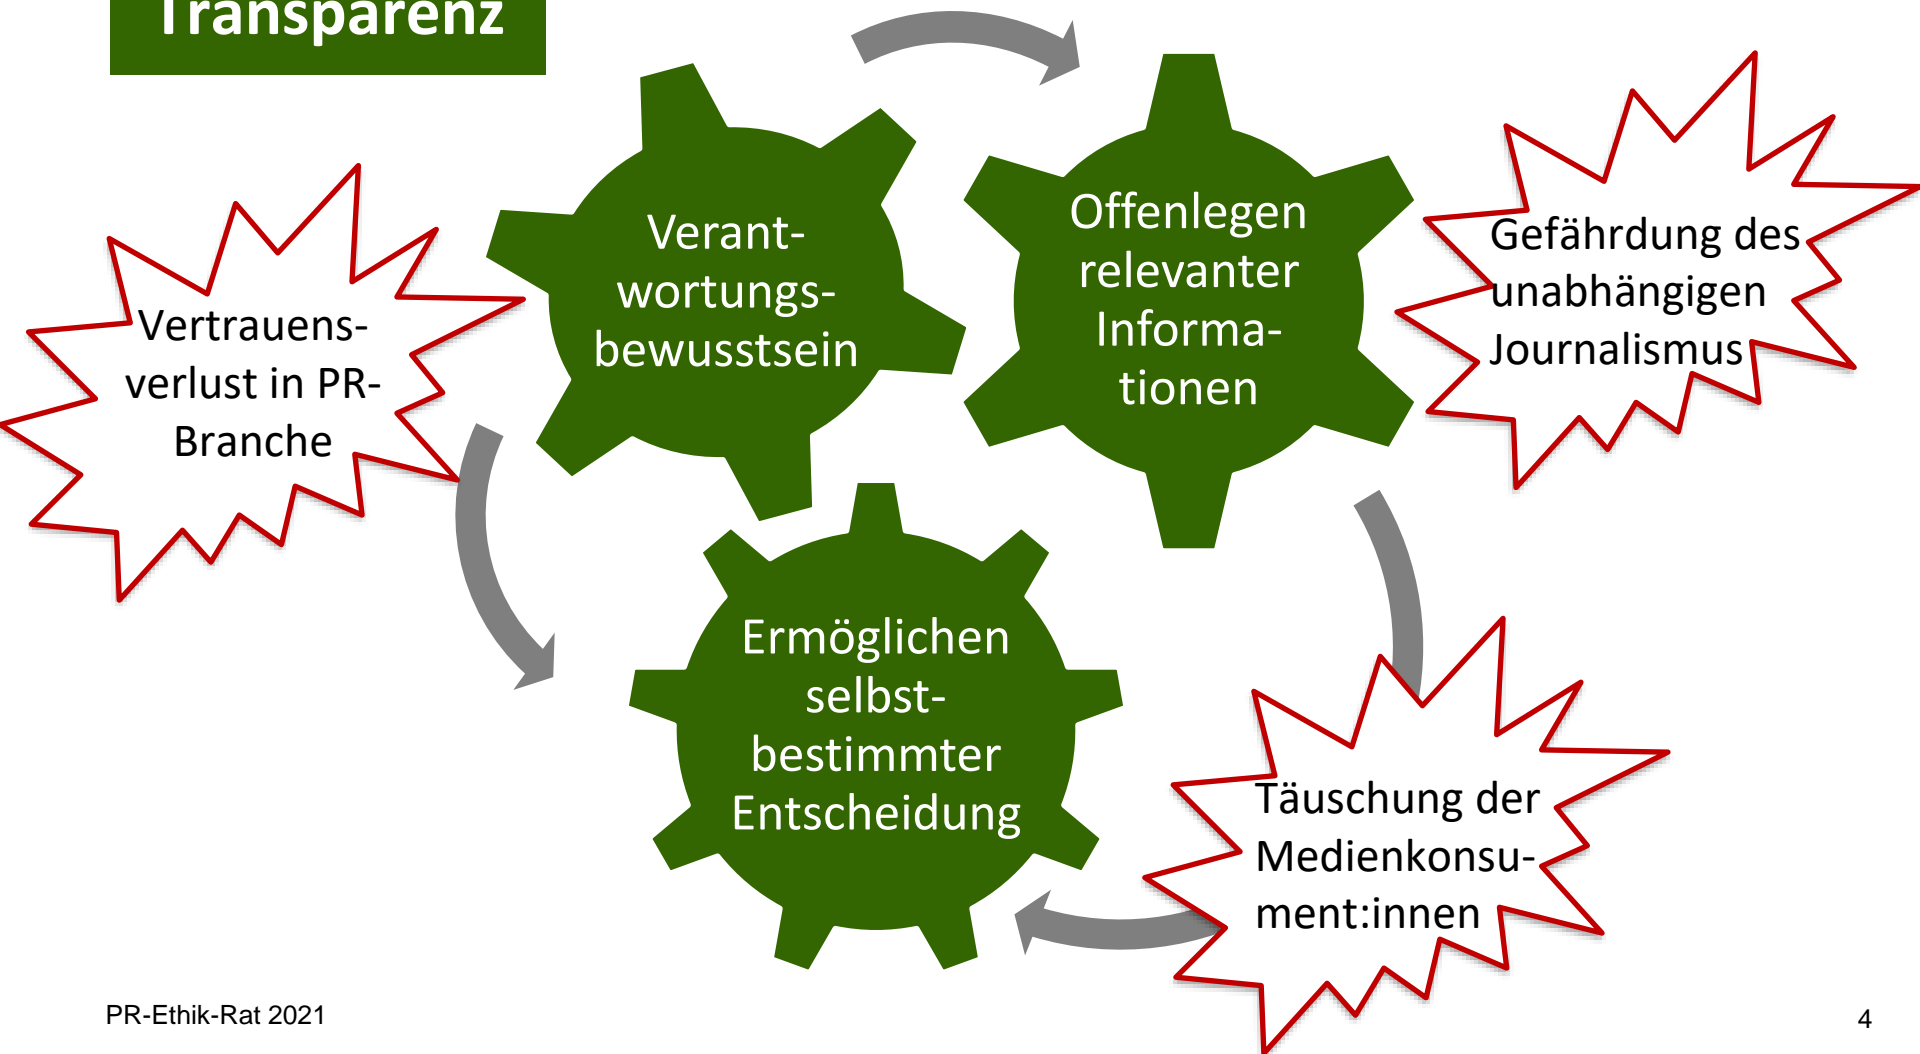 Transparenz
Verant-
wortungs-
bewusstsein
Offenlegen
relevanter
Informa-
tionen
Gefährdung des
unabhängigen
Journalismus
Vertrauens-
verlust in PR-
Branche
Ermöglichen
selbst-
bestimmter
Entscheidung
Täuschung der
Medienkonsu-
ment:innen
PR-Ethik-Rat 2021
4